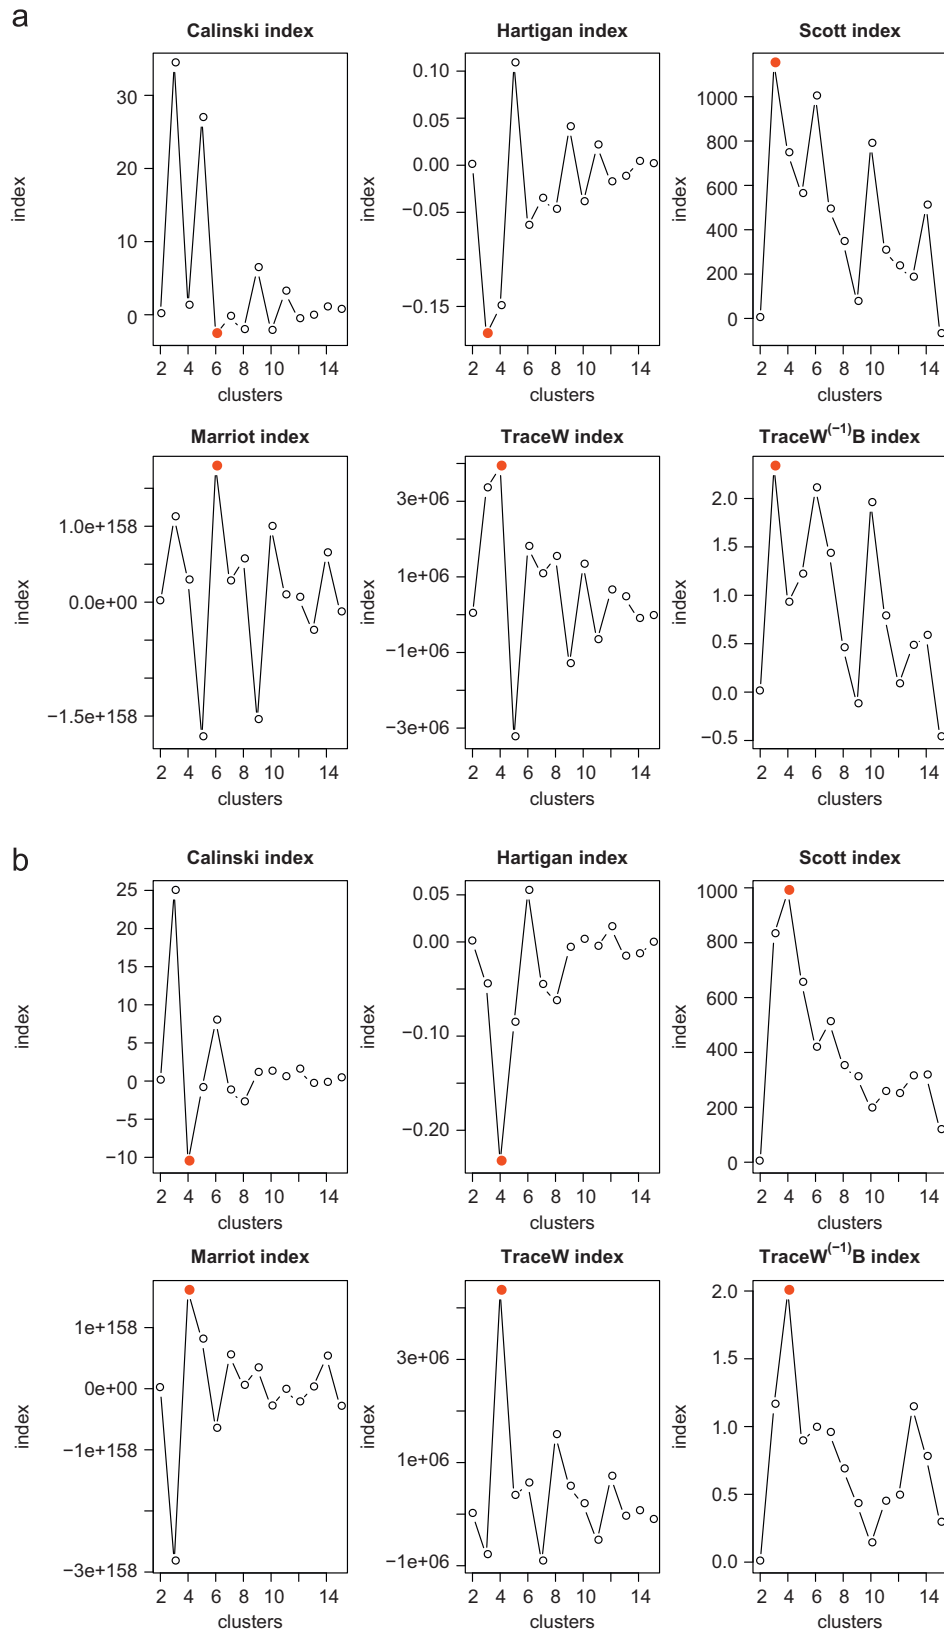 a
Calinski index
Hartigan index
Scott index
index
30
20
10
0
2 4 6 8 10 14
clusters
index
0.10
0.05
0.00
−0.05
−0.15
2 4 6 8 10 14
clusters
index
1000
800
600
400
200
0
2 4 6 8 10 14
clusters
Marriot index
TraceW index
TraceW(−1)B index
index
1.0e+158
0.0e+00
−1.5e+158
2 4 6 8 10 14
clusters
index
3e+06
1e+06
−1e+06
−3e+06
2 4 6 8 10 14
clusters
index
2.0
1.5
1.0
0.5
0.0
−0.5
2 4 6 8 10 14
clusters
b
Calinski index
Hartigan index
Scott index
index
25
20
15
10
5
0
−5
−10
2 4 6 8 10 14
clusters
index
0.05
0.00
−0.10
−0.20
2 4 6 8 10 14
clusters
index
1000
800
600
400
200
0
2 4 6 8 10 14
clusters
Marriot index
TraceW index
TraceW(−1)B index
index
1e+158
0e+00
−1e+158
−3e+158
2 4 6 8 10 14
clusters
index
3e+06
1e+06
−1e+06
2 4 6 8 10 14
clusters
index
2.0
1.5
1.0
0.5
0.0
2 4 6 8 10 14
clusters